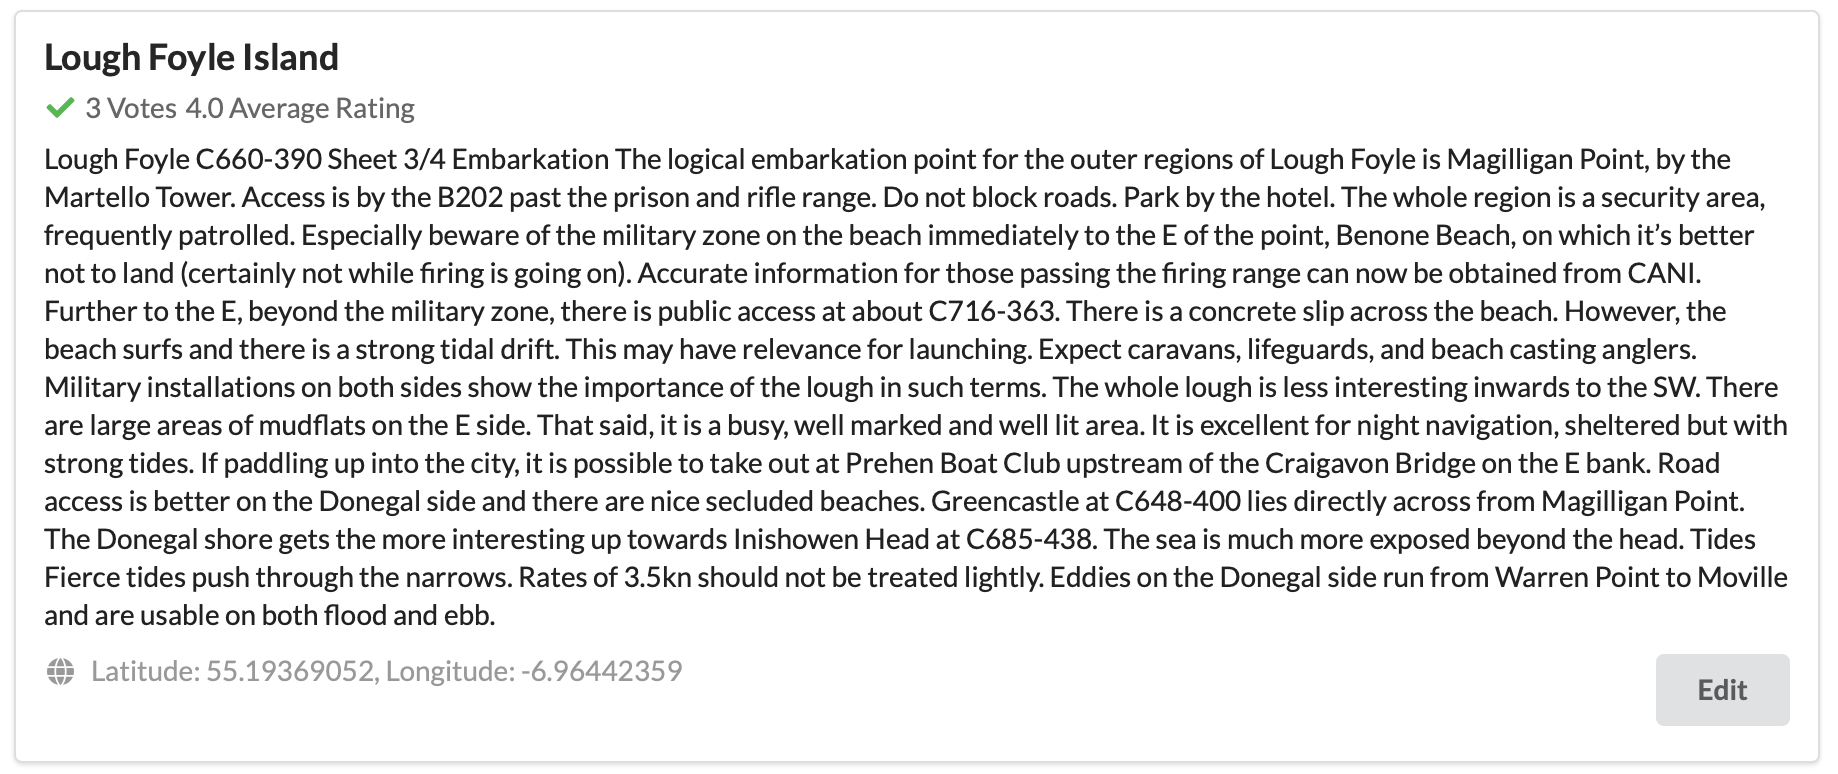 Lough Foyle Island
3 Votes 4.0 Average Rating
Lough Foyle C660-390 Sheet 3/4 Embarkation The logical embarkation point for the outer regions of Lough Foyle is Magilligan Point, by the
Martello Tower. Access is by the B202 past the prison and rifle range. Do not block roads. Park by the hotel. The whole region is a security area,
frequently patrolled. Especially beware of the military zone on the beach immediately to the E of the point, Benone Beach, on which it’s better
not to land (certainly not while firing is going on). Accurate information for those passing the firing range can now be obtained from CANI.
Further to the E, beyond the military zone, there is public access at about C716-363. There is a concrete slip across the beach. However, the
beach surfs and there is a strong tidal drift. This may have relevance for launching. Expect caravans, lifeguards, and beach casting anglers.
Military installations on both sides show the importance of the lough in such terms. The whole lough is less interesting inwards to the SW. There
are large areas of mudflats on the E side. That said, it is a busy, well marked and well lit area. It is excellent for night navigation, sheltered but with
strong tides. If paddling up into the city, it is possible to take out at Prehen Boat Club upstream of the Craigavon Bridge on the E bank. Road
access is better on the Donegal side and there are nice secluded beaches. Greencastle at C648-400 lies directly across from Magilligan Point.
The Donegal shore gets the more interesting up towards Inishowen Head at C685-438. The sea is much more exposed beyond the head. Tides
Fierce tides push through the narrows. Rates of 3.5kn should not be treated lightly. Eddies on the Donegal side run from Warren Point to Moville
and are usable on both flood and ebb.
Latitude: 55.19369052, Longitude: -6.96442359
Edit